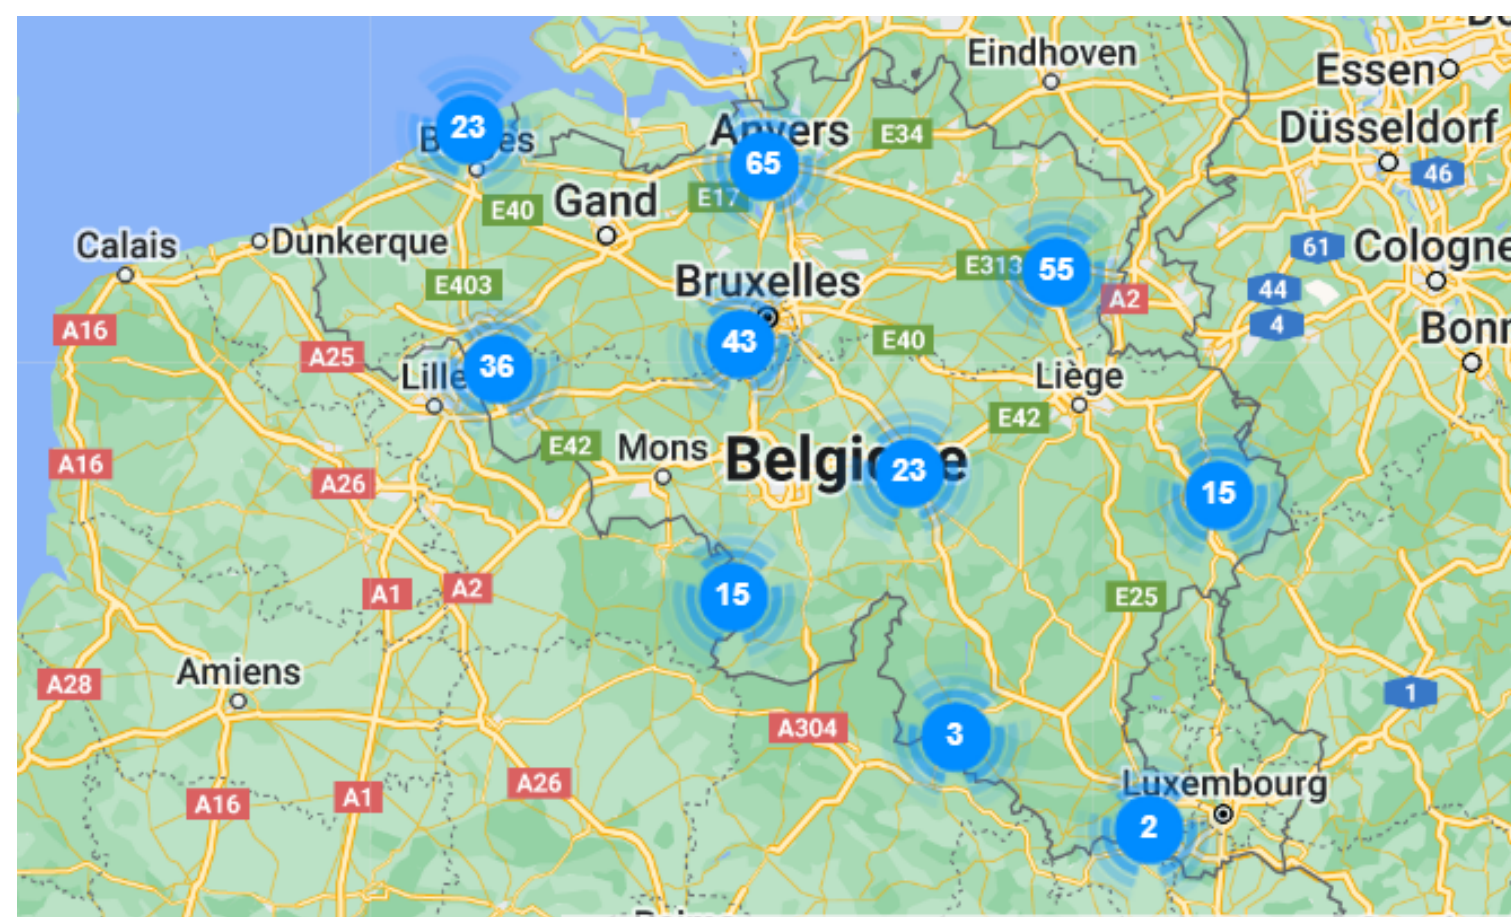 Eindhoven
Essen
23
Anvers
E34
Düsseldorf
65
46
E17
E40
Gand
Calais
Dunkerque
E313
55
61
Cologne
E403
Bruxelles
A2
44
4
A16
43
E40
Bonn
A25
Lille
36
Liège
E42
E42
Mons
Belgi
23
A16
A26
15
A1
A2
15
E25
Amiens
A28
1
A304
3
A26
A16
A1
Luxembourg
2